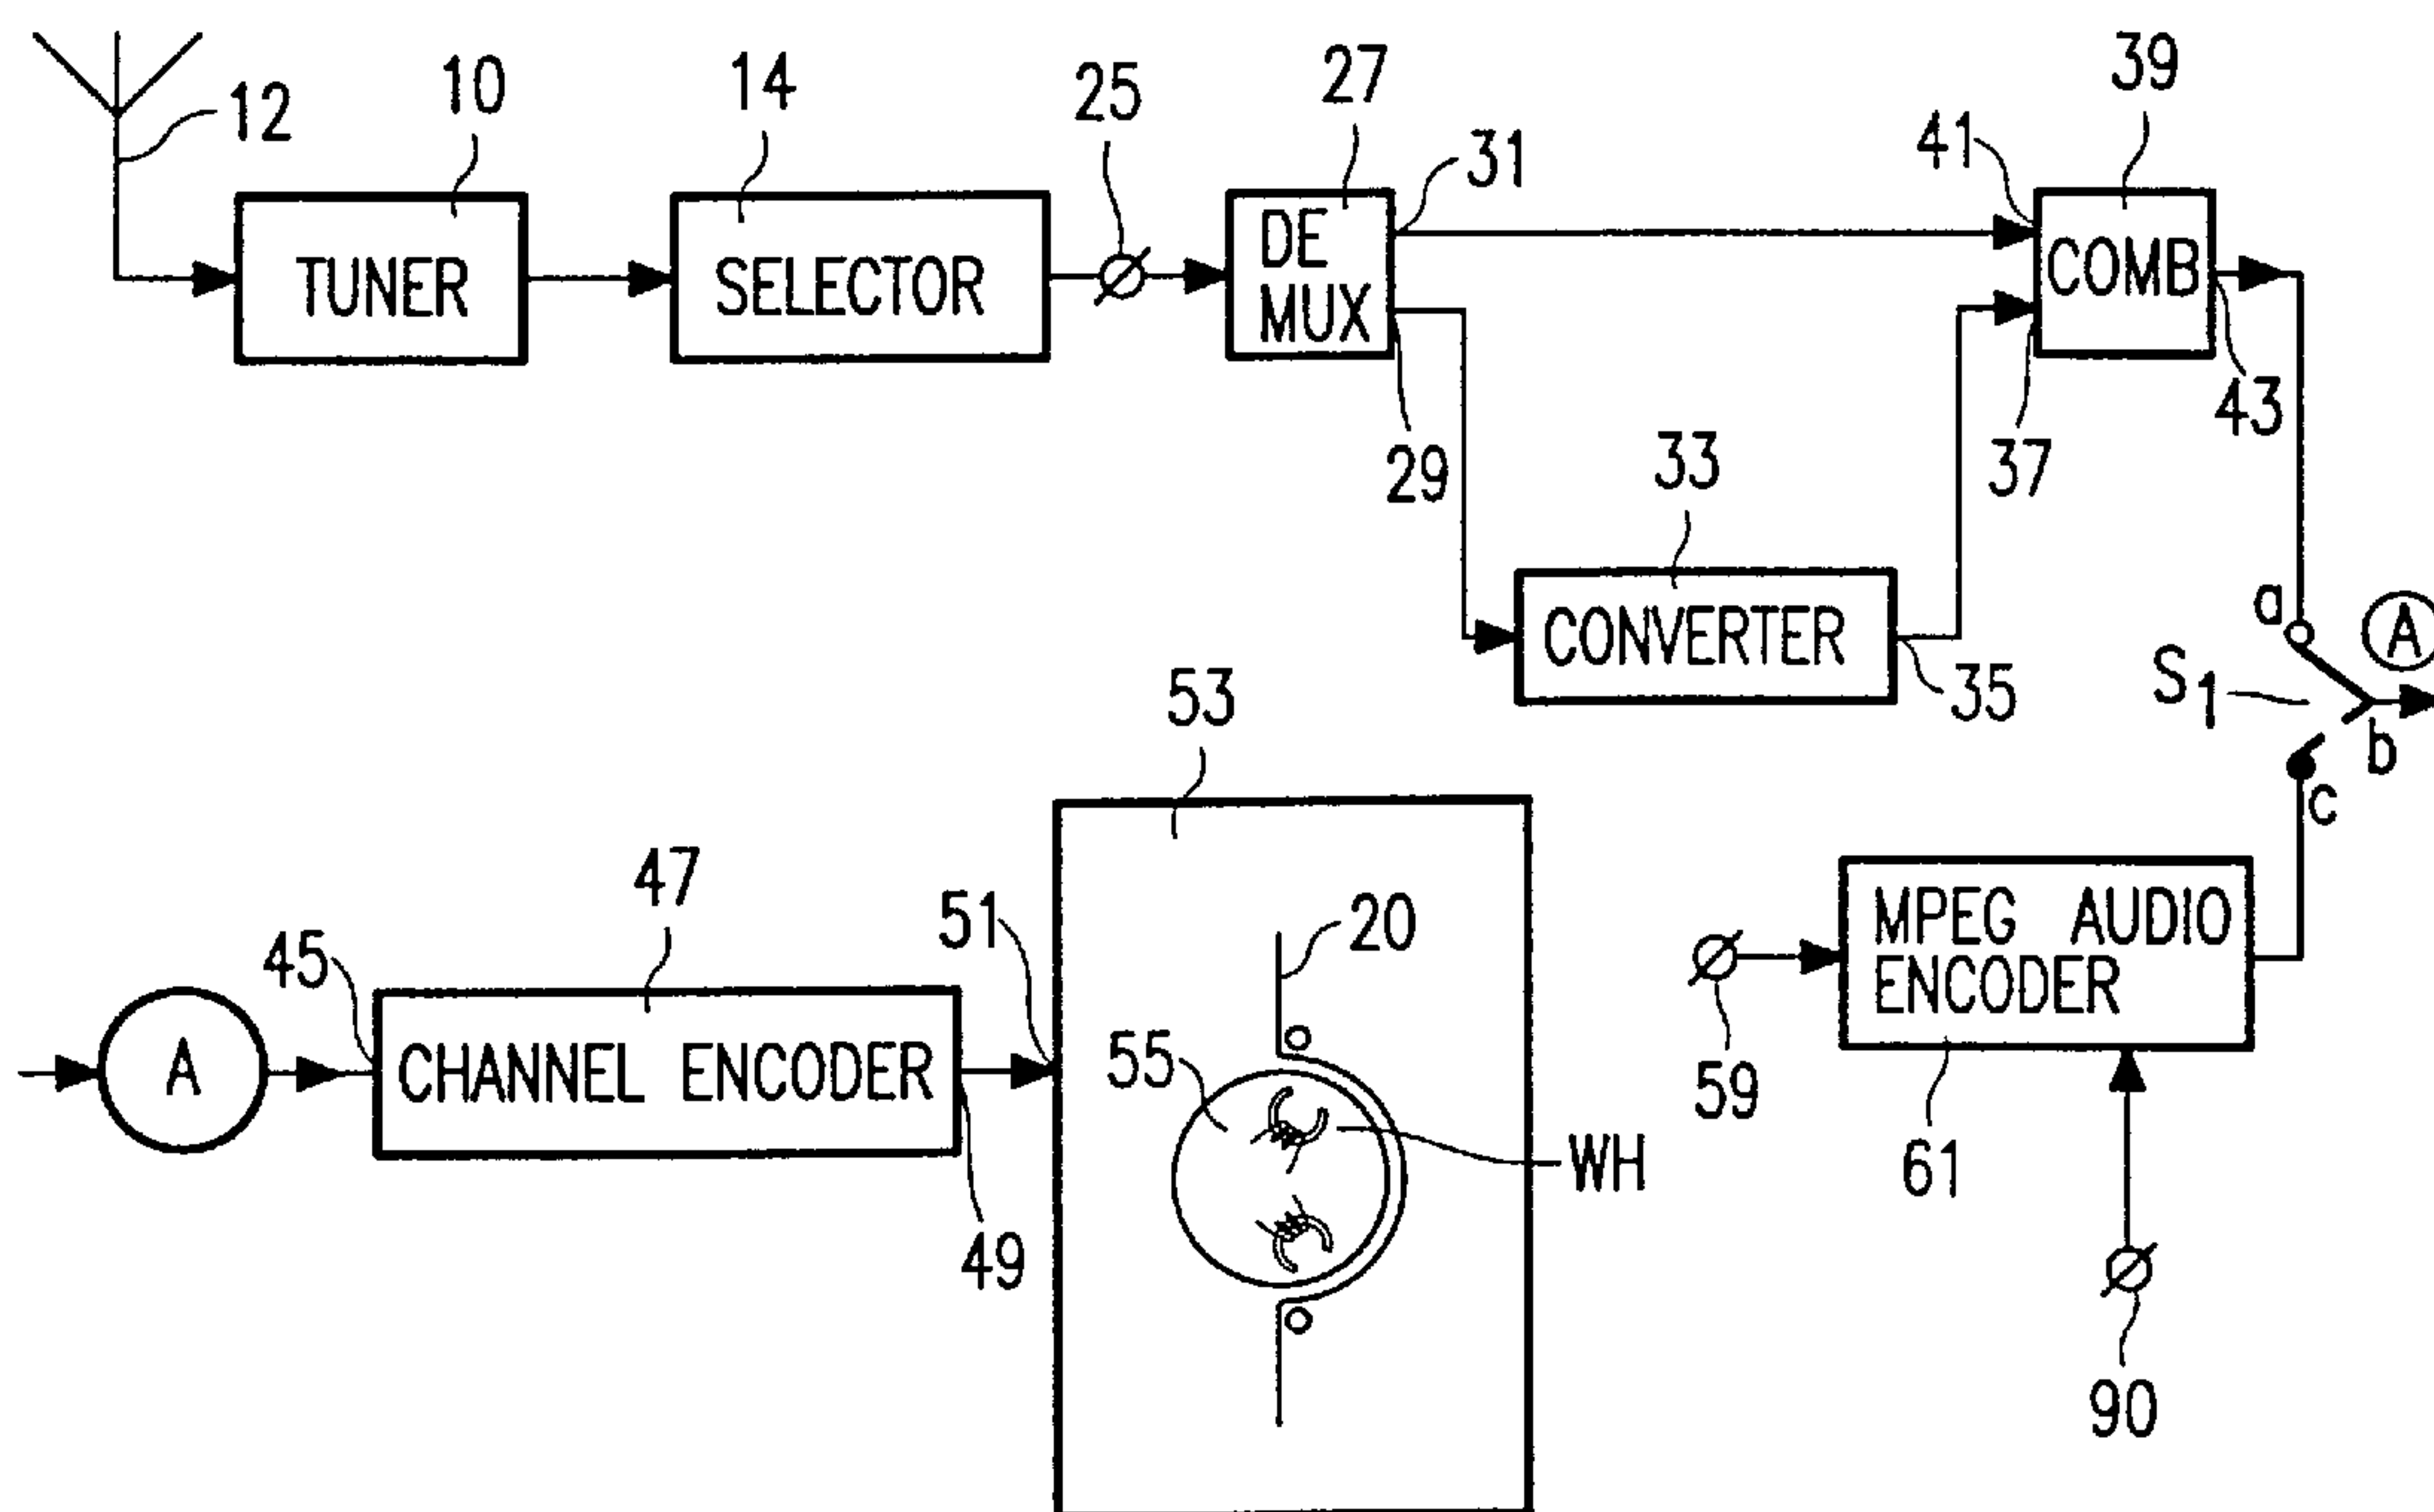 12
10
14
25
27
31
41
39
TUNER
SELECTOR
DE
MUX
COMB
29
33
37
43
CONVERTER
35
a
A
S1
b
c
53
47
51
45
20
MPEG AUDIO
ENCODER
A
CHANNEL ENCODER
55
59
WH
61
49
90